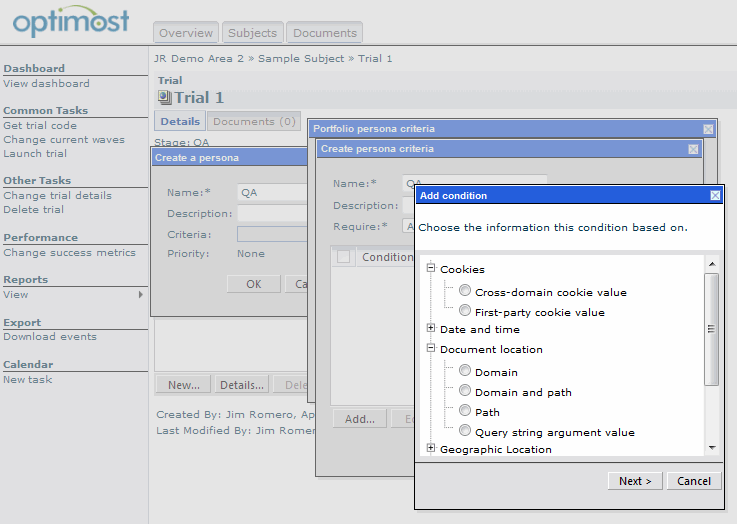 optimost
Overview
Subjects
Documents
JR Demo Area 2 » Sample Subject » Trial 1
Dashboard
View dashboard
Common Tasks
Get trial code
Change current waves
Launch trial
Other Tasks
Change trial details
Delete trial
Performance
Change success metrics
Reports
View
Export
Download events
Calendar
New task
Trial
Trial 1
Details
Documents (0)
Stage: QA
Create a persona
Name:*
QA
Description:
Criteria:
Priority:
None
OK
Ca
New...
Details...
Dele
Created By: Jim Romero, Ap
Last Modified By: Jim Romer
Portfolio persona criteria
Create persona criteria
Name:*
QA
Description:
Require:*
A
Condition
Add...
E
Add condition
Choose the information this condition based on.
Cookies
Cross-domain cookie value
First-party cookie value
Date and time
Document location
Domain
Domain and path
Path
Query string argument value
Geographic Location
Next >
Cancel